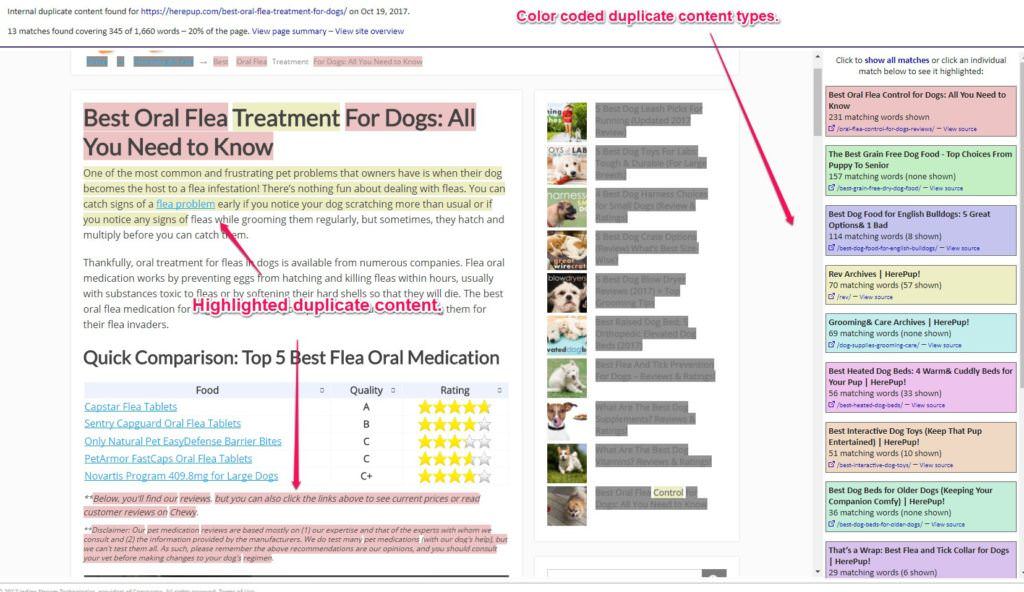 Internal duplicate content found for https://herepup.com/best-oral-flea-treatment-for-dogs/ on Oct 19, 2017.
13 matches found covering 345 of 1,660 words – 20% of the page. View page summary – View site overview
Color coded duplicate content types.
→ Best Oral Flea Treatment For Dogs: All You Need to Know
Best Oral Flea Treatment For Dogs: All
You Need to Know
One of the most common and frustrating pet problems that owners have is when their dog
becomes the host to a flea infestation! There's nothing fun about dealing with fleas. You can
catch signs of a flea problem early if you notice your dog scratching more than usual or if
you notice any signs of fleas while grooming them regularly, but sometimes, they hatch and
multiply before you can catch them.
Thankfully, oral treatment for fleas in dogs is available from numerous companies. Flea oral
medication works by preventing eggs from hatching and killing fleas within hours, usually
with substances toxic to fleas or by softening their hard shells so that they will die. The best
oral flea medication for
them for
Highlighted duplicate content.
their flea invaders.
Quick Comparison: Top 5 Best Flea Oral Medication
Food Quality Rating
Capstar Flea Tablets A
Sentry Capguard Oral Flea Tablets B
Only Natural Pet EasyDefense Barrier Bites C
PetArmor FastCaps Oral Flea Tablets C
Novartis Program 409.8mg for Large Dogs C+
**Below, you'll find our reviews, but you can also click the links above to see current prices or read
customer reviews on Chewy.
**Disclaimer: Our pet medication reviews are based mostly on (1) our expertise and that of the experts with whom we
consult and (2) the information provided by the manufacturers. We do test many pet medications (with our dog's help), but
we can't test them all. As such, please remember the above recommendations are our opinions, and you should consult
your vet before making changes to your dog's regimen.
5 Best Dog Leash Picks For
Running (Updated 2017
Review)
5 Best Dog Toys For Labs:
Tough & Durable (For Large
Breeds)
4 Best Dog Harness Choices
for Small Dogs (Review &
Ratings)
5 Best Dog Crate Options
(Review) What's Best Size
Wise?
5 Best Dog Blow Dryer
Reviews (2017) + Top
Grooming Tips
Best Raised Dog Bed: 5
Orthopedic Elevated Dog
Beds (2017)
Best Flea And Tick Prevention
For Dogs – Reviews & Ratings!
What Are The Best Dog
Supplements? Reviews &
Ratings!
What Are The Best Dog
Vitamins? Reviews & Ratings!
Best Oral Flea Control for
Dogs: All You Need to Know
Click to show all matches or click an individual
match below to see it highlighted:
Best Oral Flea Control for Dogs: All You Need to
Know
231 matching words shown
/oral-flea-control-for-dogs-reviews/ — View source
The Best Grain Free Dog Food - Top Choices From
Puppy To Senior
157 matching words (none shown)
/best-grain-free-dry-dog-food/ — View source
Best Dog Food for English Bulldogs: 5 Great
Options& 1 Bad
114 matching words (8 shown)
/best-dog-food-for-english-bulldogs/ — View source
Rev Archives | HerePup!
70 matching words (57 shown)
/rev/ — View source
Grooming& Care Archives | HerePup!
69 matching words (none shown)
/dog-supplies-grooming-care/ — View source
Best Heated Dog Beds: 4 Warm& Cuddly Beds for
Your Pup | HerePup!
56 matching words (33 shown)
/best-heated-dog-beds/ — View source
Best Interactive Dog Toys (Keep That Pup
Entertained) | HerePup!
51 matching words (10 shown)
/best-interactive-dog-toys/ — View source
Best Dog Beds for Older Dogs (Keeping Your
Companion Comfy) | HerePup!
36 matching words (none shown)
/best-dog-beds-for-older-dogs/ — View source
That's a Wrap: Best Flea and Tick Collar for Dogs
| HerePup!
29 matching words (6 shown)